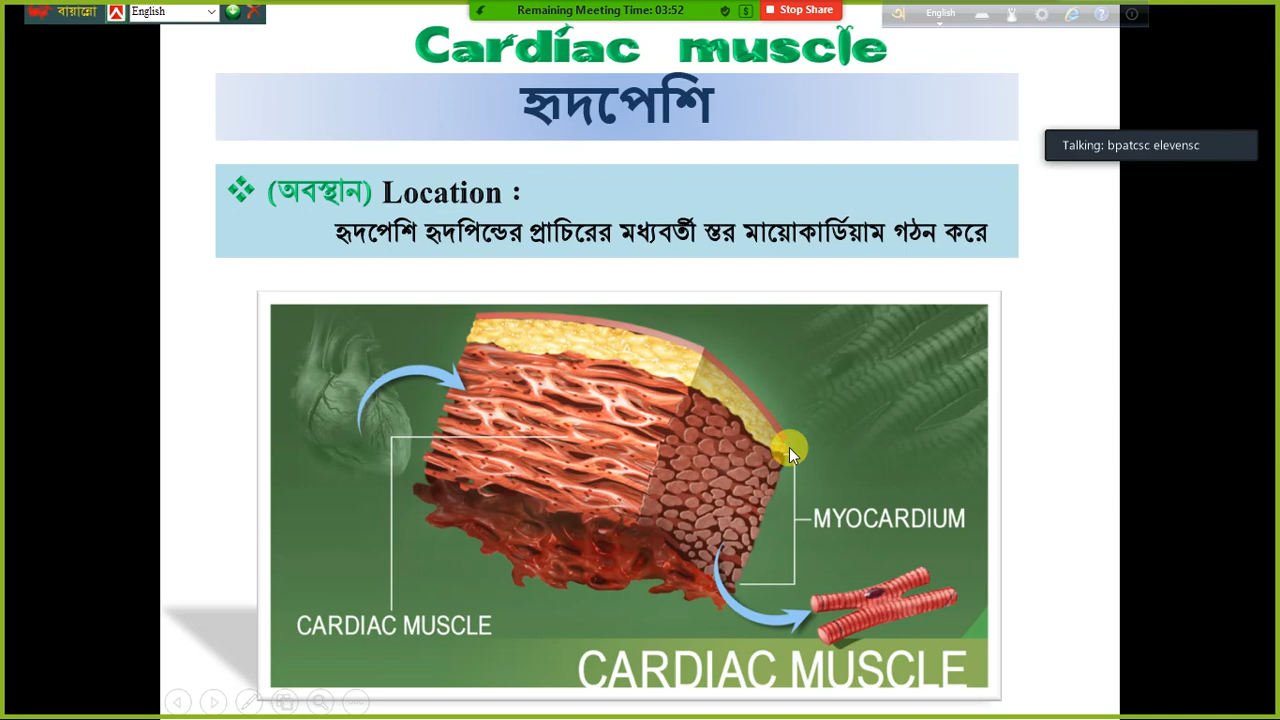 বায়ান্নো English Remaining Meeting Time: 03:52 Stop Share English
Cardiac muscle
হৃদপেশি
Talking: bpatcsc elevensc
(অবস্থান) Location :
হৃদপেশি হৃদপিন্ডের প্রাচিরের মধ্যবর্তী স্তর মায়োকার্ডিয়াম গঠন করে
MYOCARDIUM
CARDIAC MUSCLE
CARDIAC MUSCLE